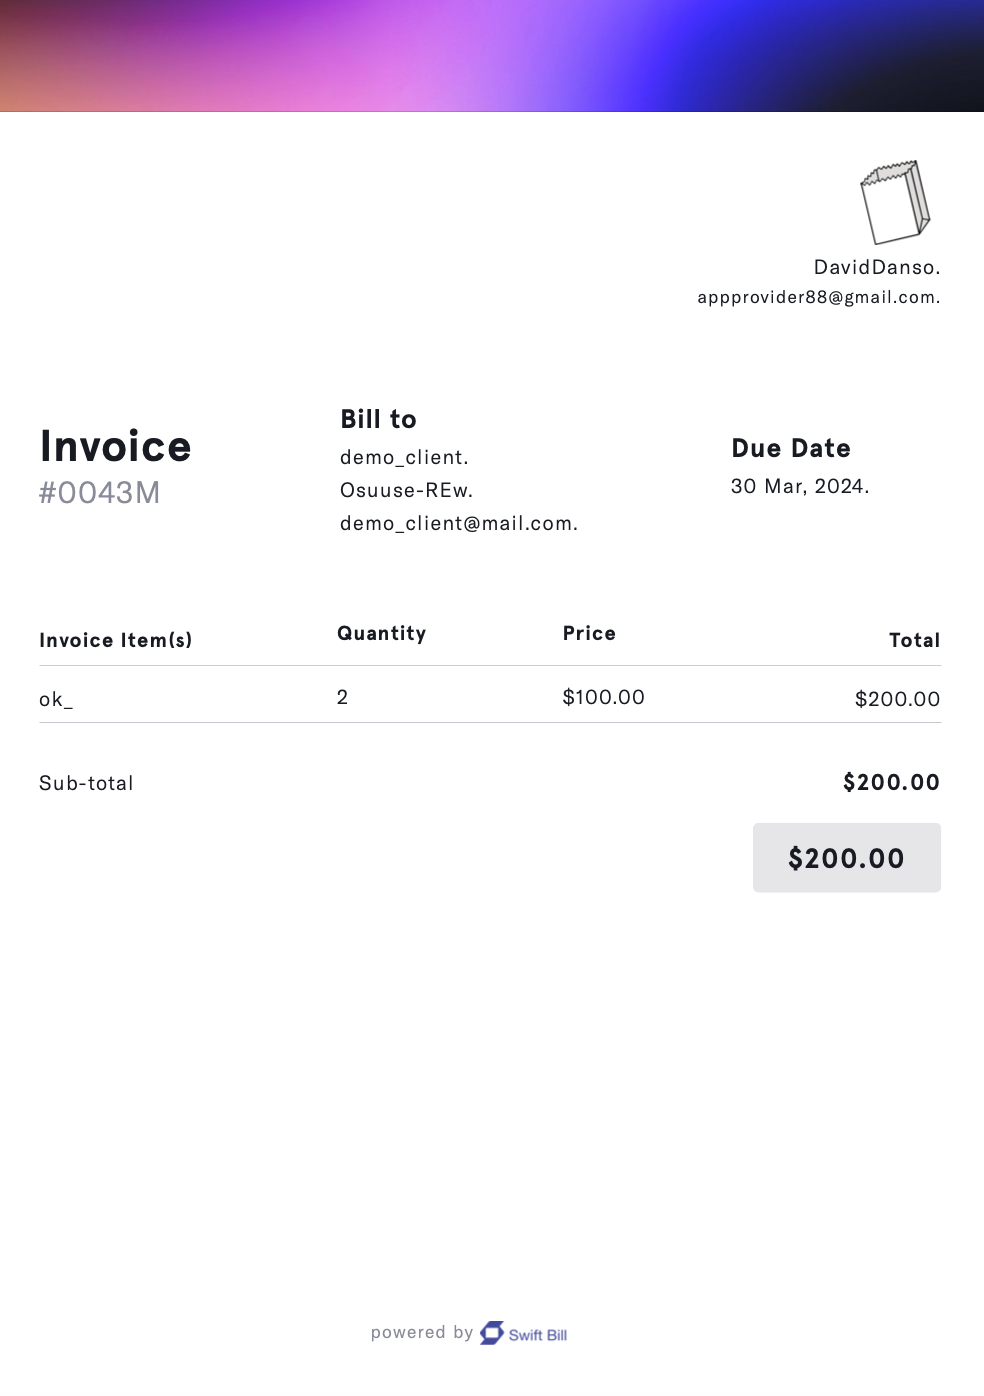 DavidDanso.
appprovider88@gmail.com.
Invoice
#0043M
Bill to
demo_client.
Osuuse-REw.
demo_client@mail.com.
Due Date
30 Mar, 2024.
Invoice Item(s) Quantity Price Total
ok_ 2 $100.00 $200.00
Sub-total $200.00
$200.00
powered by Swift Bill